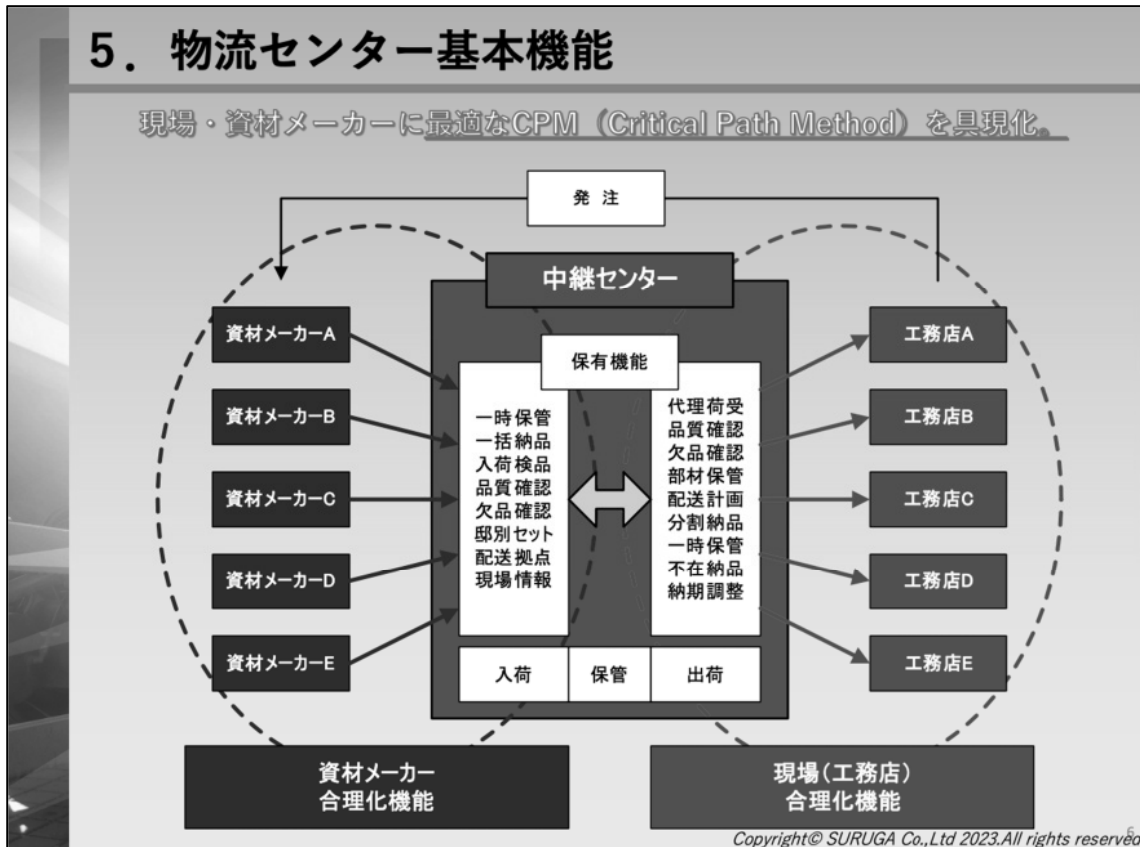 5．物流センター基本機能
現場・資材メーカーに最適なCPM（Critical Path Method）を具現化。
発 注
中継センター
保有機能
資材メーカーA
資材メーカーB
資材メーカーC
資材メーカーD
資材メーカーE
一時保管
一括納品
入荷検品
品質確認
欠品確認
邸別セット
配送拠点
現場情報
代理荷受
品質確認
欠品確認
部材保管
配送計画
分割納品
一時保管
不在納品
納期調整
工務店A
工務店B
工務店C
工務店D
工務店E
入荷
保管
出荷
資材メーカー
合理化機能
現場（工務店）
合理化機能
6
Copyright© SURUGA Co.,Ltd 2023.All rights reserved